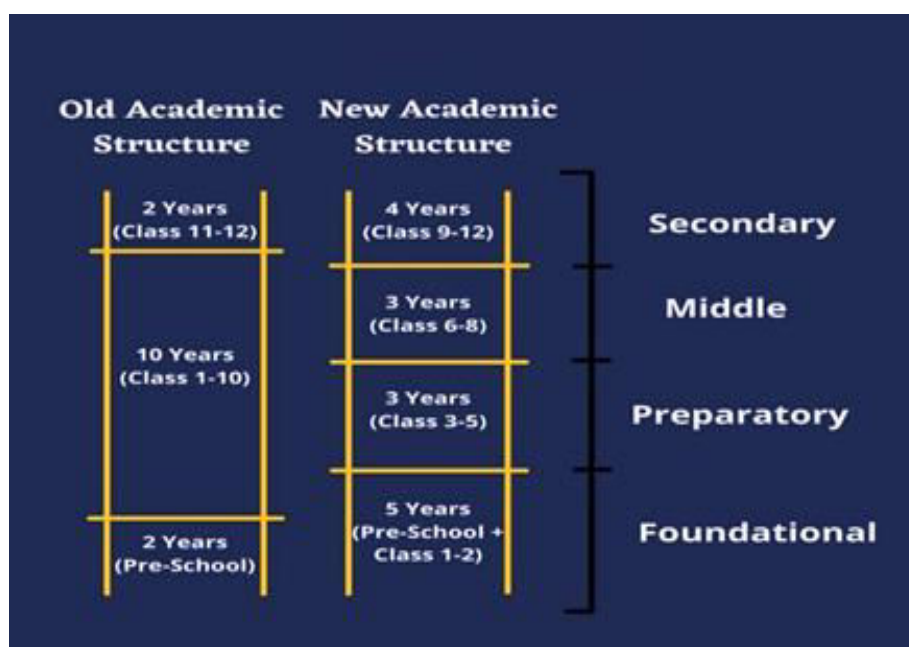 Old Academic
Structure
New Academic
Structure
2 Years
(Class 11-12)
10 Years
(Class 1-10)
2 Years
(Pre-School)
4 Years
(Class 9-12)
3 Years
(Class 6-8)
3 Years
(Class 3-5)
5 Years
(Pre-School +
Class 1-2)
Secondary
Middle
Preparatory
Foundational